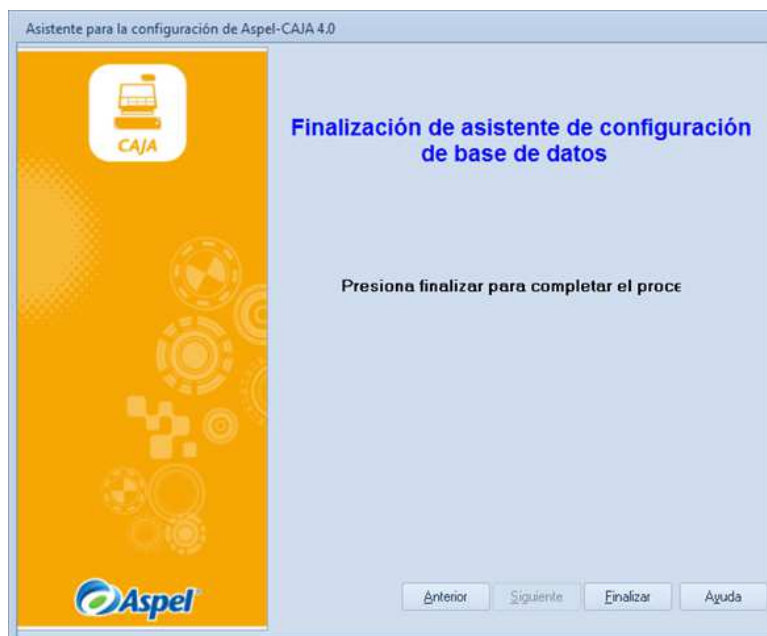 Asistente para la configuración de Aspel-CAJA 4.0
CAJA
Finalización de asistente de configuración
de base de datos
Presiona finalizar para completar el proce
Aspel
Anterior Siguiente Finalizar Ayuda